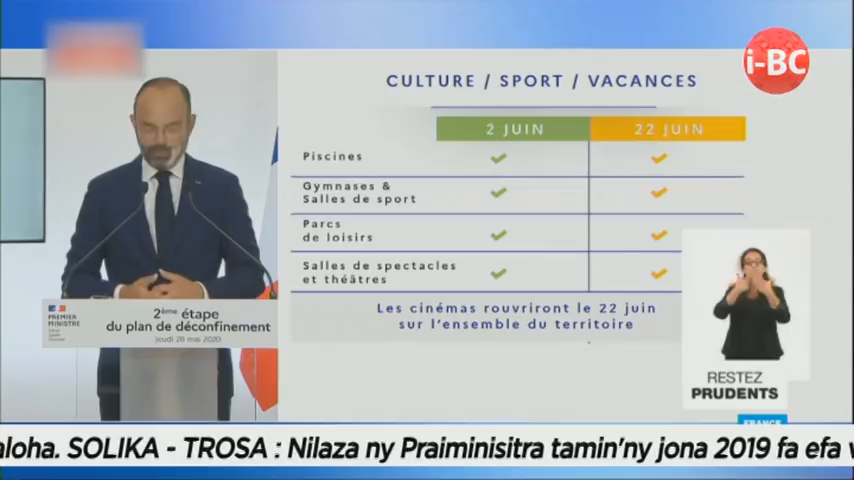 i-BC
CULTURE / SPORT / VACANCES
2 JUIN
22 JUIN
Piscines
Gymnases &
Salles de sport
Parcs
de loisirs
Salles de spectacles
et théâtres
Les cinémas rouvriront le 22 juin
sur l'ensemble du territoire
PREMIER
MINISTRE
2ème étape
du plan de déconfinement
Jeudi 28 mai 2020
RESTEZ
PRUDENTS
FRANCE
aloha. SOLIKA - TROSA : Nilaza ny Praiminisitra tamin'ny jona 2019 fa efa v